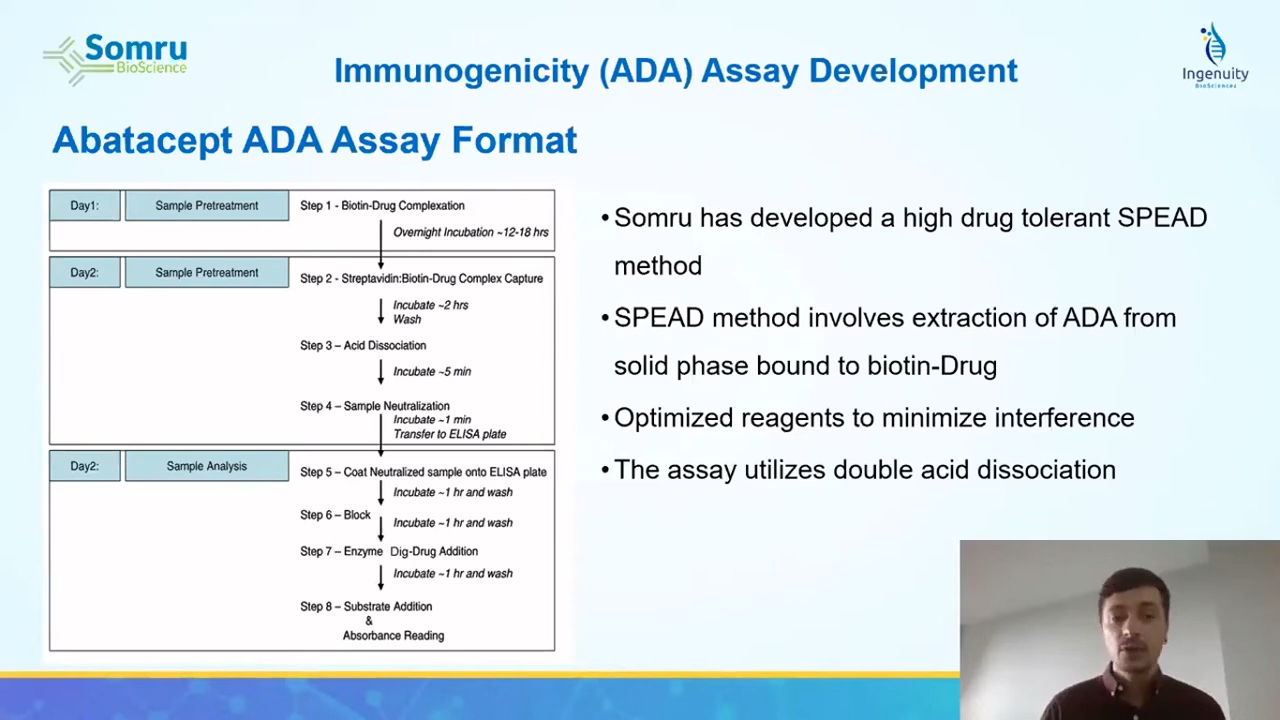 Somru
BioScience
Immunogenicity (ADA) Assay Development
Ingenuity
BioSciences
Abatacept ADA Assay Format
Day1:
Sample Pretreatment
Step 1 - Biotin-Drug Complexation
Overnight Incubation ~12-18 hrs
Day2:
Sample Pretreatment
Step 2 - Streptavidin:Biotin-Drug Complex Capture
Incubate ~2 hrs
Wash
Step 3 – Acid Dissociation
Incubate ~5 min
Step 4 – Sample Neutralization
Incubate ~1 min
Transfer to ELISA plate
Day2:
Sample Analysis
Step 5 – Coat Neutralized sample onto ELISA plate
Incubate ~1 hr and wash
Step 6 – Block
Incubate ~1 hr and wash
Step 7 – Enzyme Dig-Drug Addition
Incubate ~1 hr and wash
Step 8 – Substrate Addition
&
Absorbance Reading
• Somru has developed a high drug tolerant SPEAD
method
• SPEAD method involves extraction of ADA from
solid phase bound to biotin-Drug
• Optimized reagents to minimize interference
• The assay utilizes double acid dissociation